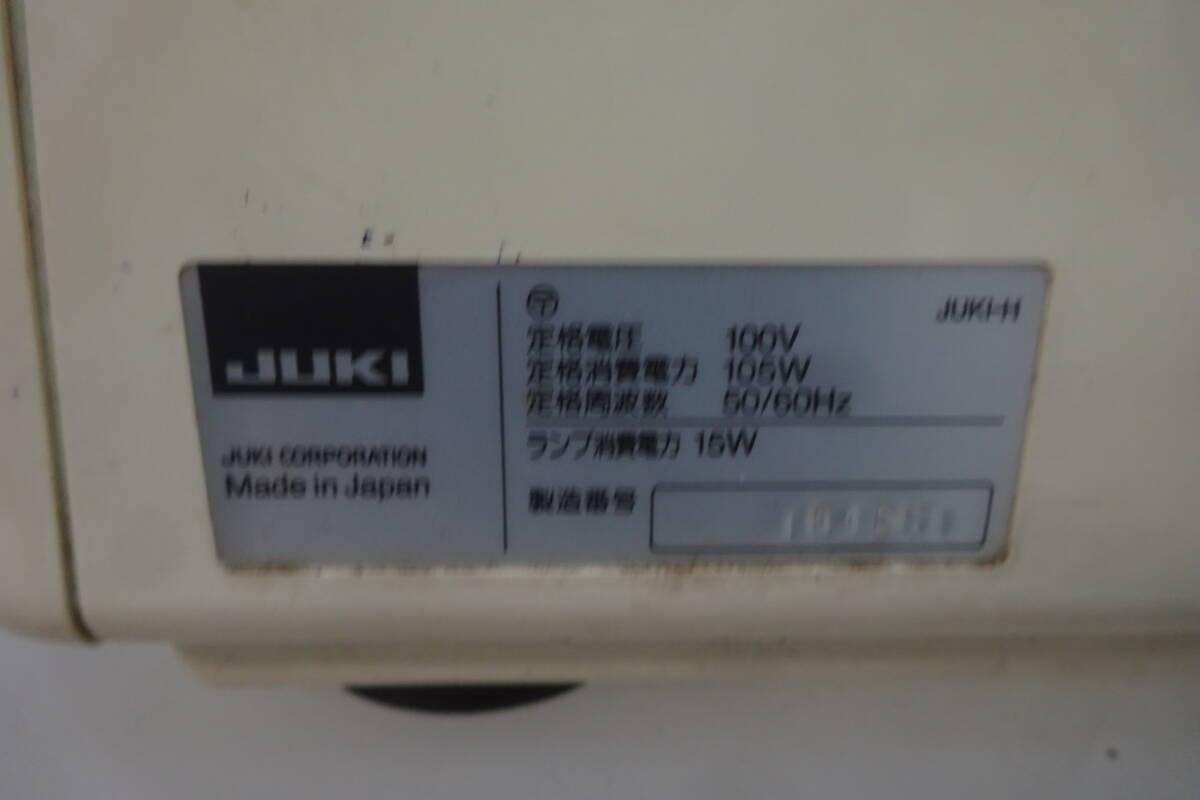 JUKI
JUKI CORPORATION
Made in Japan
〒
JUKI-H
定格電圧 100V
定格消費電力 105W
定格周波数 50/60Hz
ランプ消費電力 15W
製造番号